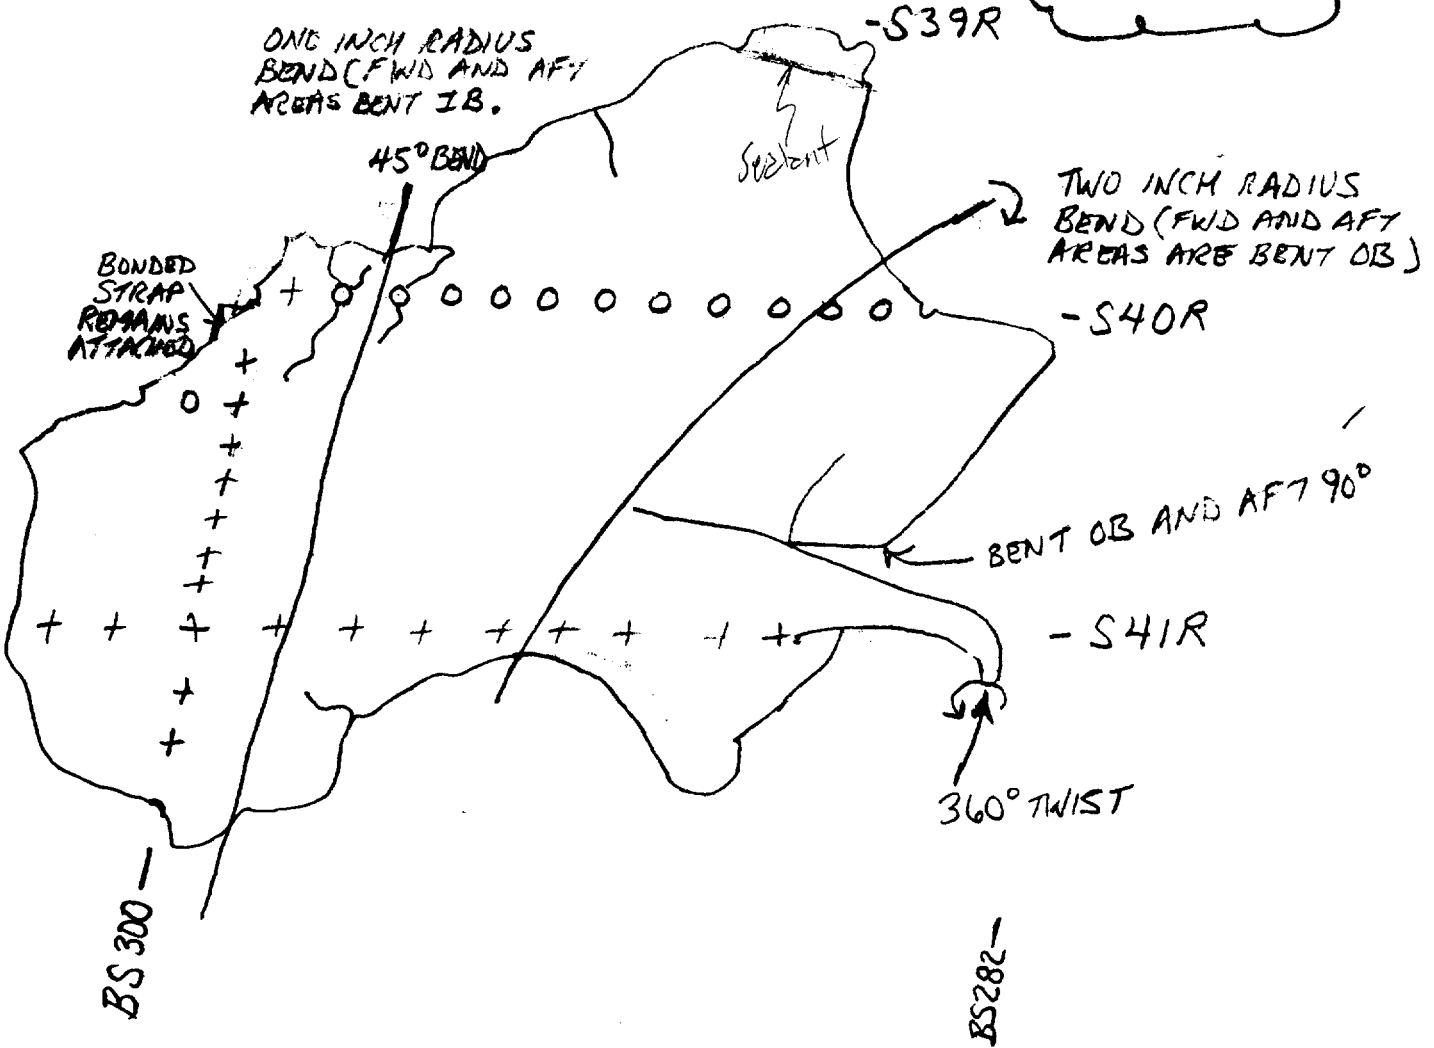 -S39R
ONE INCH RADIUS
BEND (FWD AND AFT
AREAS BENT IB.
45° BEND
Sealant
TWO INCH RADIUS
BEND (FWD AND AFT
AREAS ARE BENT OB)
BONDED
STRAP
REMAINS
ATTACHED
-S40R
BENT OB AND AFT 90°
-S41R
360° TWIST
BS 300 -
BS282-